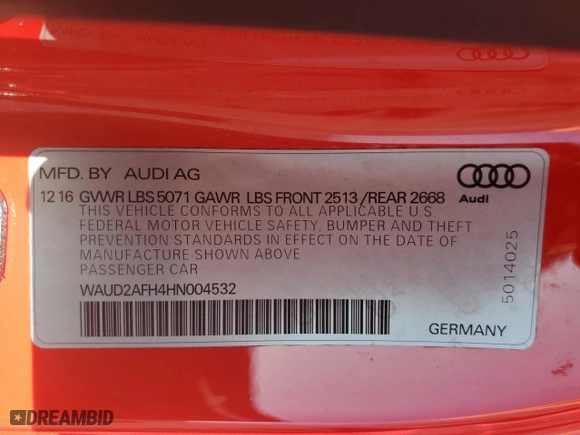 MFD. BY AUDI AG
Audi
12 16 GVWR LBS 5071 GAWR LBS FRONT 2513 / REAR 2668
THIS VEHICLE CONFORMS TO ALL APPLICABLE U.S.
FEDERAL MOTOR VEHICLE SAFETY, BUMPER AND THEFT
PREVENTION STANDARDS IN EFFECT ON THE DATE OF
MANUFACTURE SHOWN ABOVE
PASSENGER CAR
WAUD2AFH4HN004532
5014025
GERMANY
DREAMBID